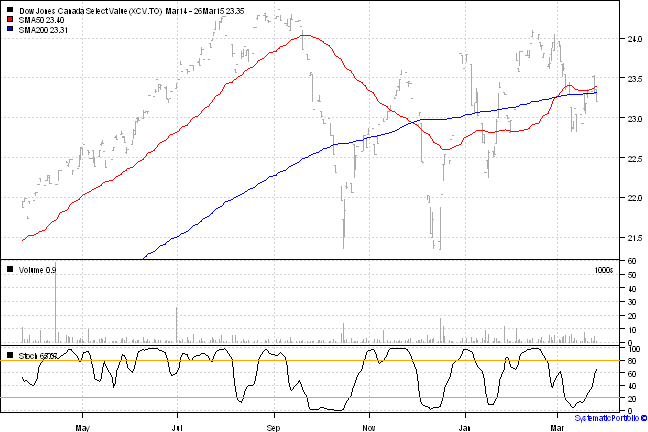 Dow Jones Canada Select Value (XCV.TO) Mar14 - 26Mar15 23.35
SMA50 23.40
SMA200 23.31
24.0
23.5
23.0
22.5
22.0
21.5
Volume 0.9
1000s
60
50
40
30
20
10
0
Stoch
100
80
60
40
20
0
May
Jul
Sep
Nov
Jan
Mar
SystematicPortfolio ©